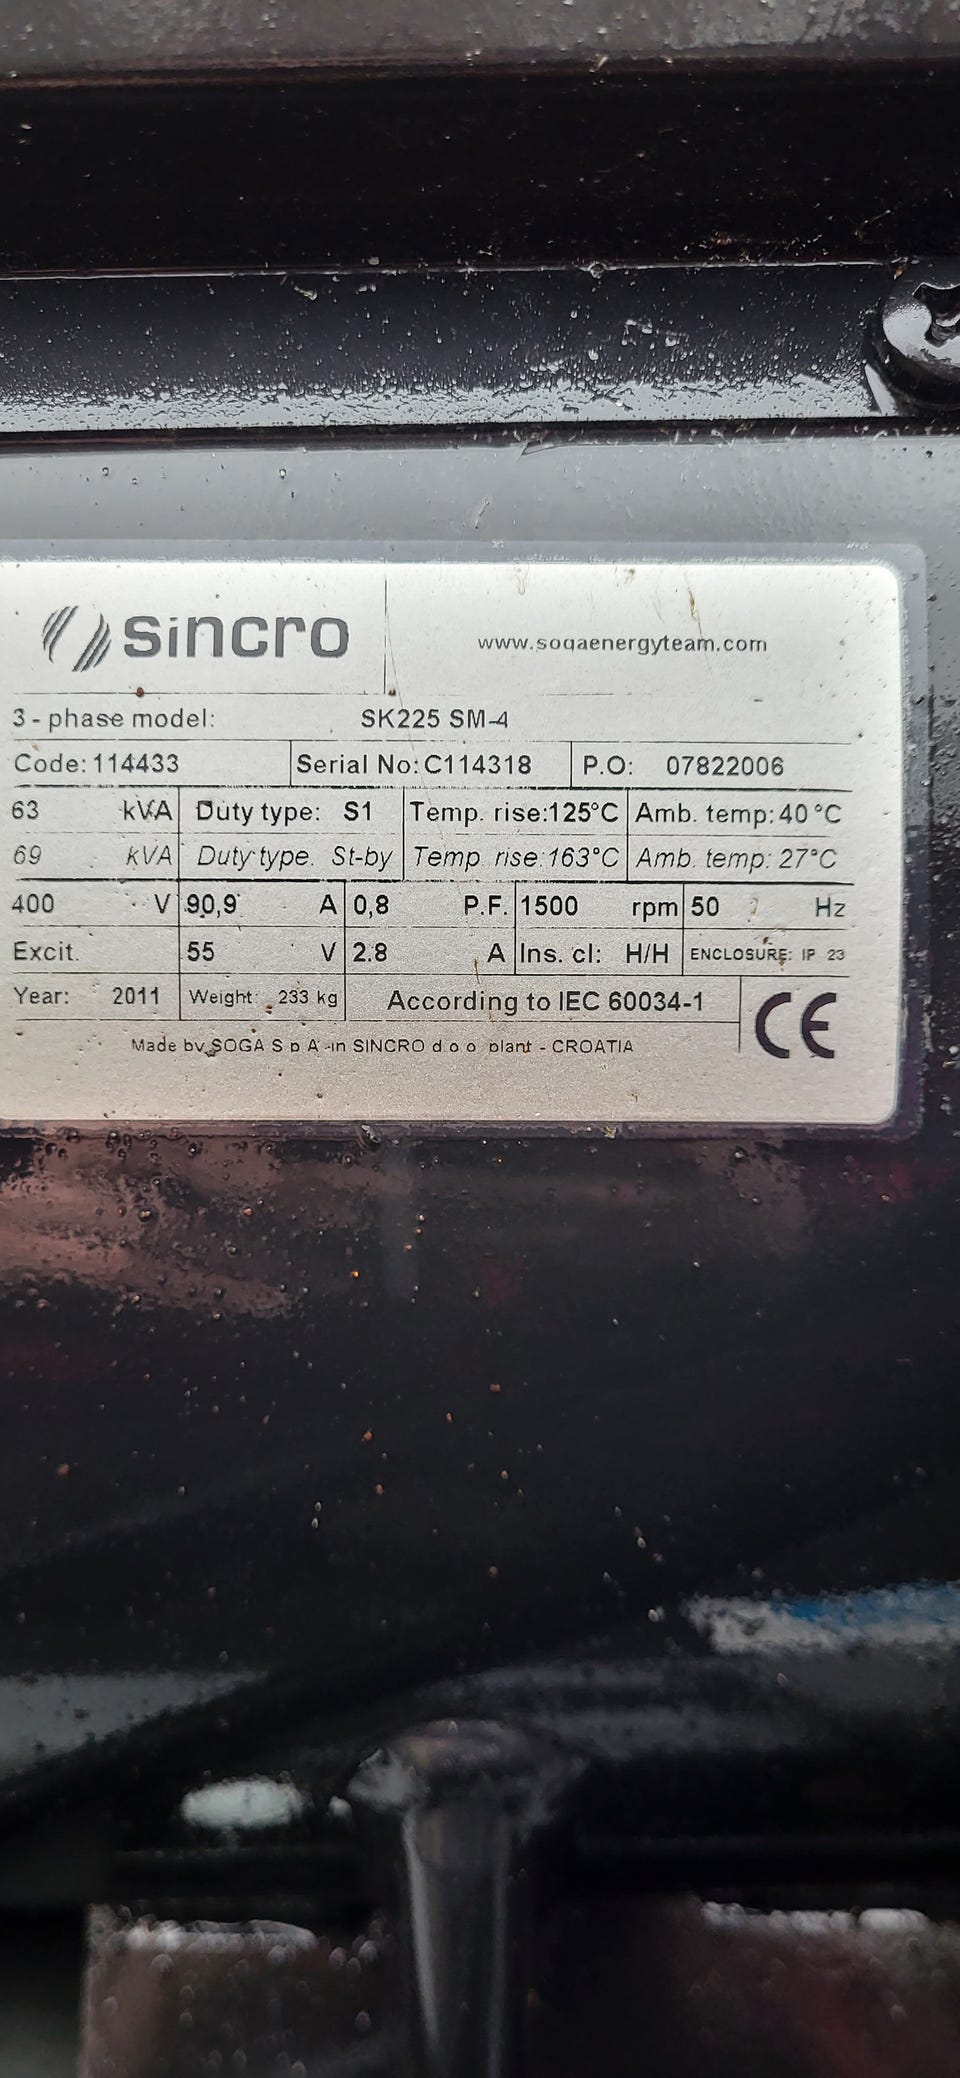 sincro
www.sogaenergyteam.com
3 - phase model: SK225 SM-4
Code: 114433 Serial No: C114318 P.O: 07822006
63 kVA Duty type: S1 Temp. rise:125°C Amb. temp: 40°C
69 kVA Duty type. St-by Temp. rise:163°C Amb. temp: 27°C
400 V 90,9 A 0,8 P.F. 1500 rpm 50 Hz
Excit. 55 V 2.8 A Ins. cl: H/H ENCLOSURE: IP 23
Year: 2011 Weight: 233 kg According to IEC 60034-1 CE
Made by SOGA S.p.A -in SINCRO d.o.o. plant - CROATIA